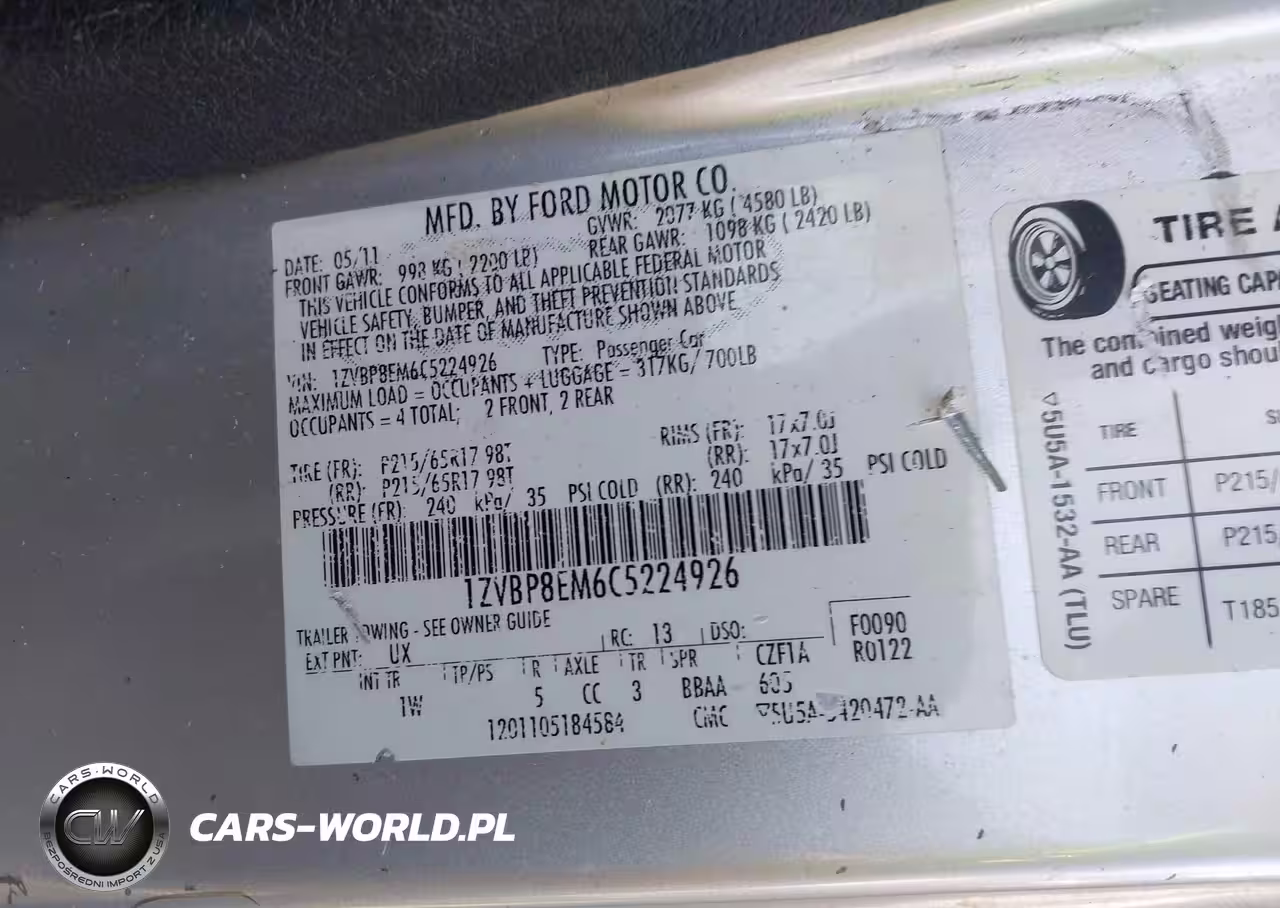 MFD. BY FORD MOTOR CO.
DATE: 05/11 GVWR: 2077 KG ( 4580 LB)
FRONT GAWR: 998 KG ( 2200 LB) REAR GAWR: 1098 KG ( 2420 LB)
THIS VEHICLE CONFORMS TO ALL APPLICABLE FEDERAL MOTOR
VEHICLE SAFETY, BUMPER, AND THEFT PREVENTION STANDARDS
IN EFFECT ON THE DATE OF MANUFACTURE SHOWN ABOVE.
VIN: 1ZVBP8EM6C5224926 TYPE: Passenger Car
MAXIMUM LOAD = OCCUPANTS + LUGGAGE = 317KG/ 700LB
OCCUPANTS = 4 TOTAL; 2 FRONT, 2 REAR
TIRE (FR): P215/65R17 98T RIMS (FR): 17x7.0J
(RR): P215/65R17 98T (RR): 17x7.0J
PRESSURE (FR): 240 kPa/ 35 PSI COLD (RR): 240 kPa/ 35 PSI COLD
1ZVBP8EM6C5224926
TRAILER TOWING - SEE OWNER GUIDE
EXT PNT: UX RC: 13 DSO: F0090
INT TR TP/PS R AXLE TR SPR CZF1A R0122
1W 5 CC 3 BBAA 605
1201105184584 CMC ▽5U5A-5420472-AA
TIRE
SEATING CAP
The combined weig
and cargo shou
▽5U5A-1532-AA (TLU)
TIRE
FRONT P215/
REAR P215
SPARE T185
CARS-WORLD
CW
BEZPOŚREDNI IMPORT Z USA
CARS-WORLD.PL